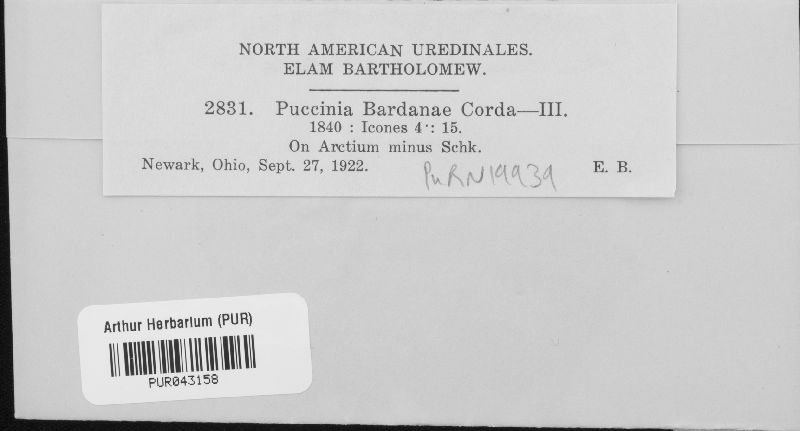 NORTH AMERICAN UREDINALES.
ELAM BARTHOLOMEW.
2831. Puccinia Bardanae Corda—III.
1840 : Icones 4 : 15.
On Arctium minus Schk.
Newark, Ohio, Sept. 27, 1922. E. B.
PURN19939
Arthur Herbarium (PUR)
PUR043158